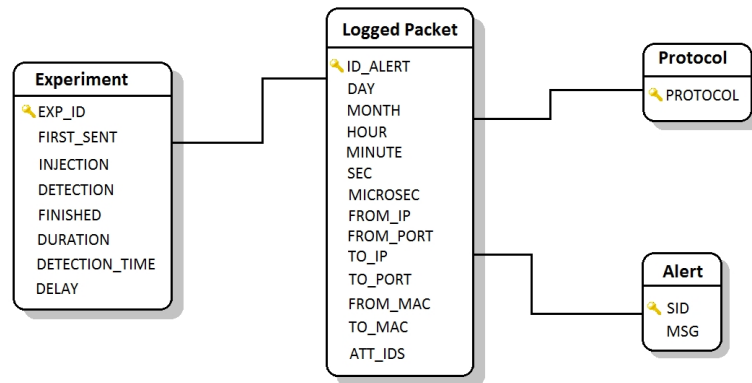 Experiment
EXP_ID
FIRST_SENT
INJECTION
DETECTION
FINISHED
DURATION
DETECTION_TIME
DELAY
Logged Packet
ID_ALERT
DAY
MONTH
HOUR
MINUTE
SEC
MICROSEC
FROM_IP
FROM_PORT
TO_IP
TO_PORT
FROM_MAC
TO_MAC
ATT_IDS
Protocol
PROTOCOL
Alert
SID
MSG